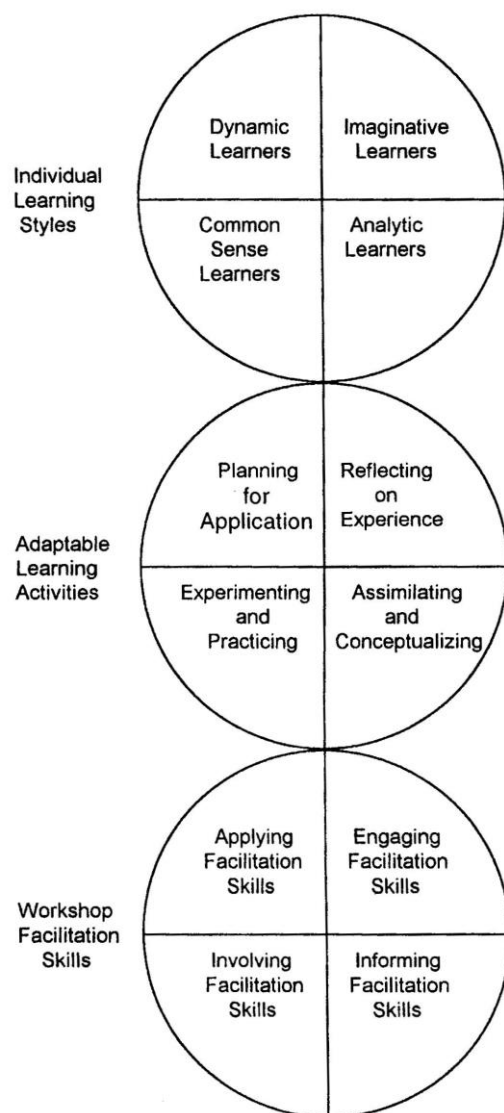 Individual
Learning
Styles
Dynamic
Learners
Imaginative
Learners
Common
Sense
Learners
Analytic
Learners
Adaptable
Learning
Activities
Planning
for
Application
Reflecting
on
Experience
Experimenting
and
Practicing
Assimilating
and
Conceptualizing
Workshop
Facilitation
Skills
Applying
Facilitation
Skills
Engaging
Facilitation
Skills
Involving
Facilitation
Skills
Informing
Facilitation
Skills